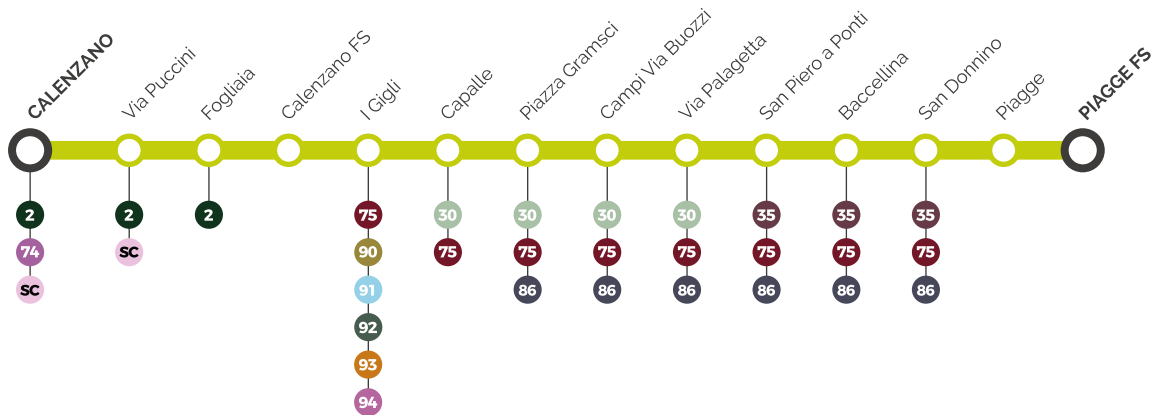 CALENZANO
Via Puccini
Fogliaia
Calenzano FS
I Gigli
Capalle
Piazza Gramsci
Campi Via Buozzi
Via Palagetta
San Piero a Ponti
Baccellina
San Donnino
Piagge
PIAGGE FS
2
74
SC
2
SC
2
75
90
91
92
93
94
30
75
30
75
86
30
75
86
30
75
86
35
75
86
35
75
86
35
75
86